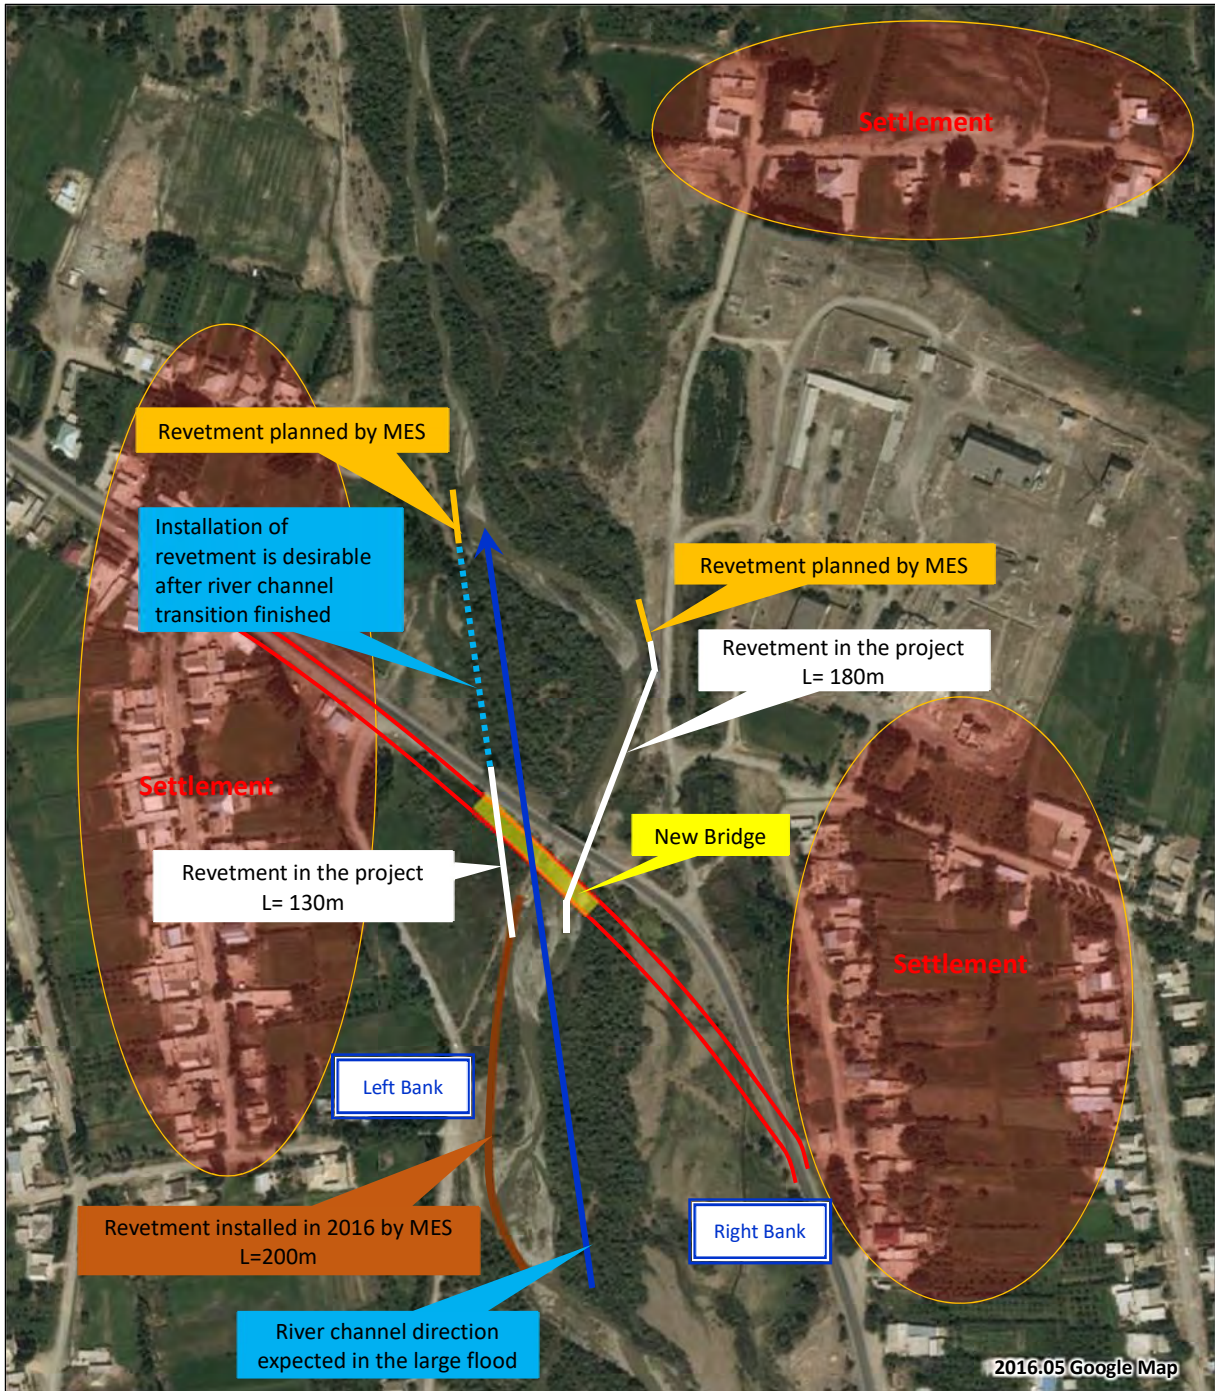 Settlement
Revetment planned by MES
Installation of
revetment is desirable
after river channel
transition finished
Revetment planned by MES
Revetment in the project
L= 180m
Settlement
New Bridge
Revetment in the project
L= 130m
Settlement
Left Bank
Revetment installed in 2016 by MES
L=200m
Right Bank
River channel direction
expected in the large flood
2016.05 Google Map